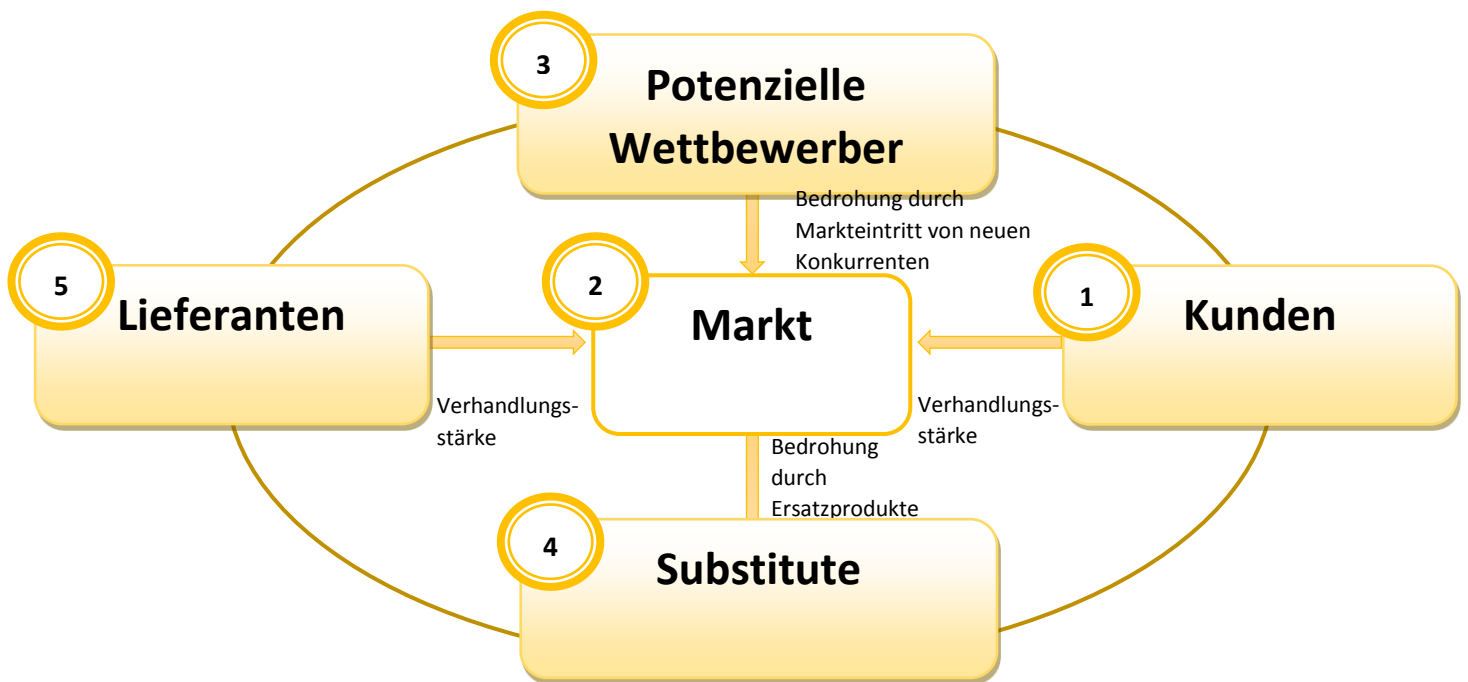 3
Potenzielle
Wettbewerber
Bedrohung durch
Markteintritt von neuen
Konkurrenten
5
Lieferanten
2
Markt
1
Kunden
Verhandlungs-
stärke
Verhandlungs-
stärke
Bedrohung
durch
Ersatzprodukte
4
Substitute